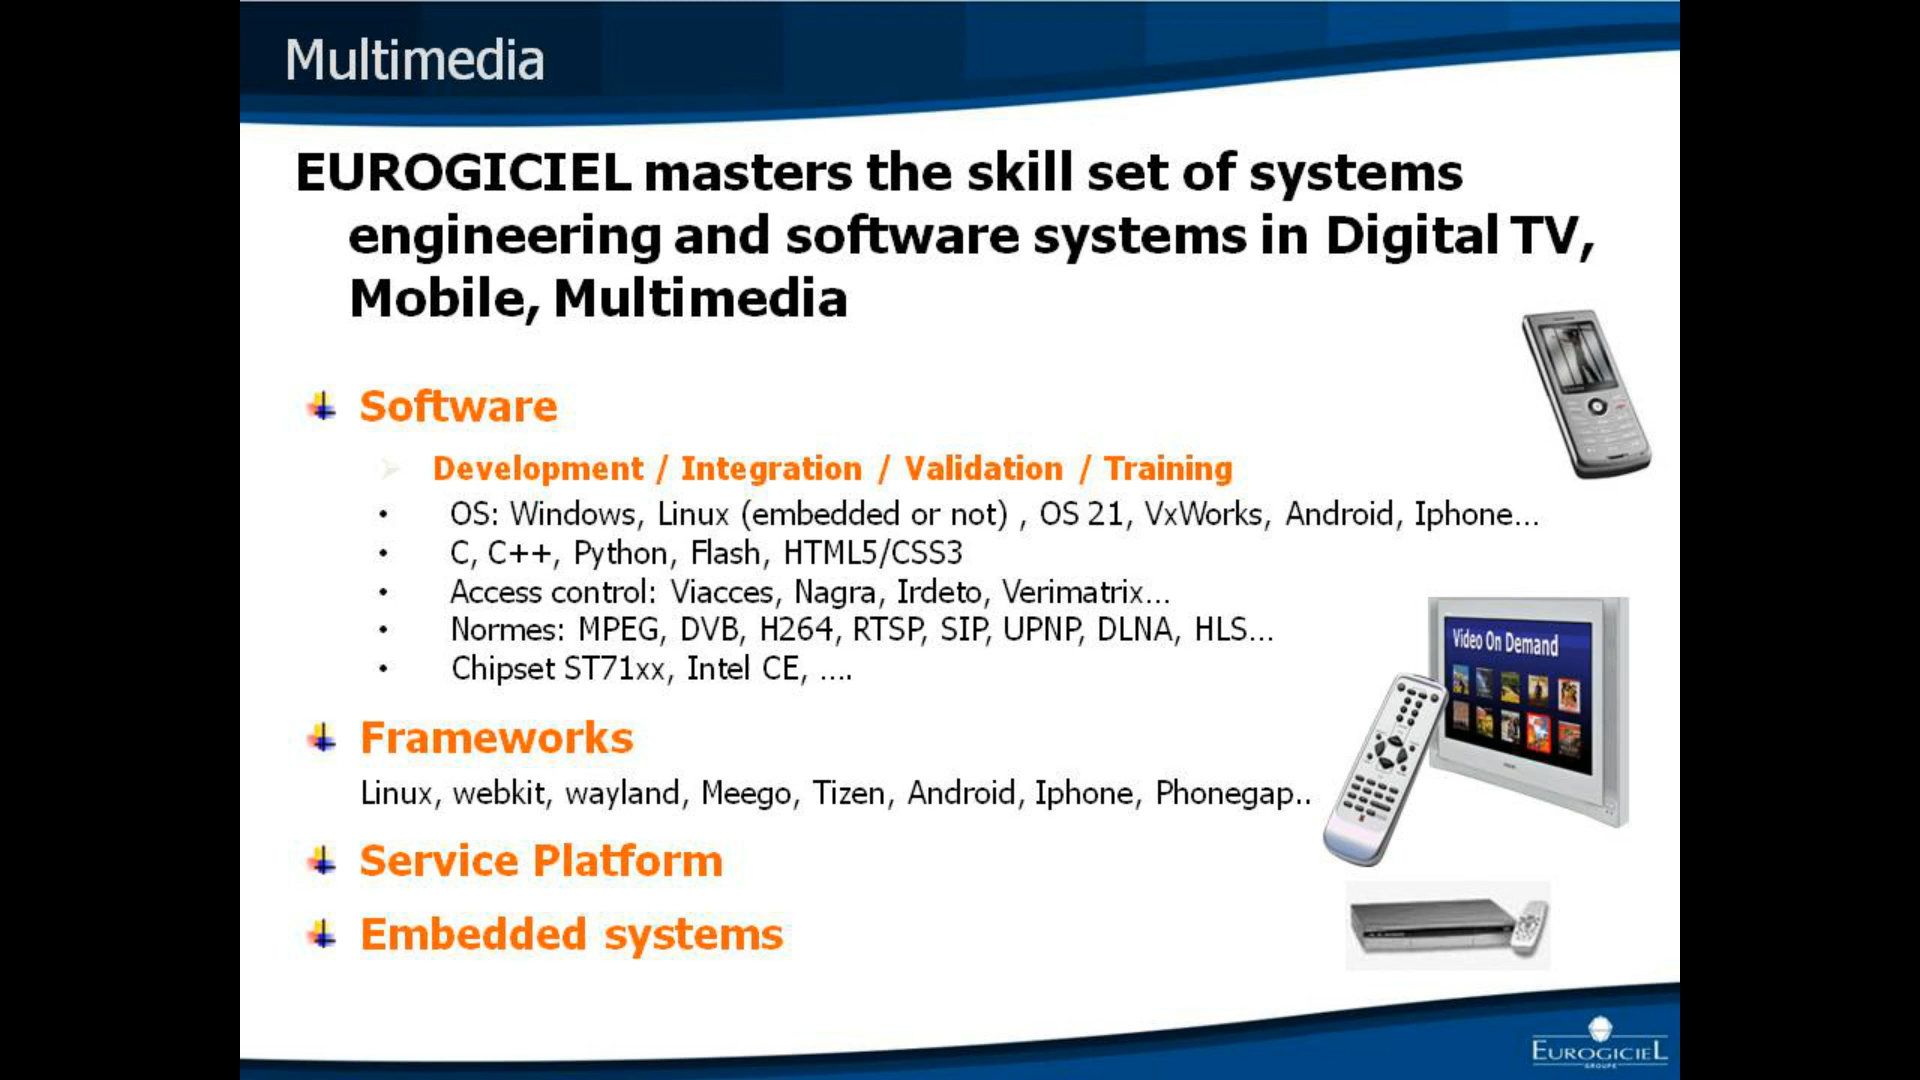 Multimedia
EUROGICIEL masters the skill set of systems
engineering and software systems in Digital TV,
Mobile, Multimedia
Software
Development / Integration / Validation / Training
• OS: Windows, Linux (embedded or not) , OS 21, VxWorks, Android, Iphone...
• C, C++, Python, Flash, HTML5/CSS3
• Access control: Viacces, Nagra, Irdeto, Verimatrix...
• Normes: MPEG, DVB, H264, RTSP, SIP, UPNP, DLNA, HLS...
• Chipset ST71xx, Intel CE, ....
Video On Demand
Frameworks
Linux, webkit, wayland, Meego, Tizen, Android, Iphone, Phonegap..
Service Platform
Embedded systems
EUROGICIEL
GROUPE